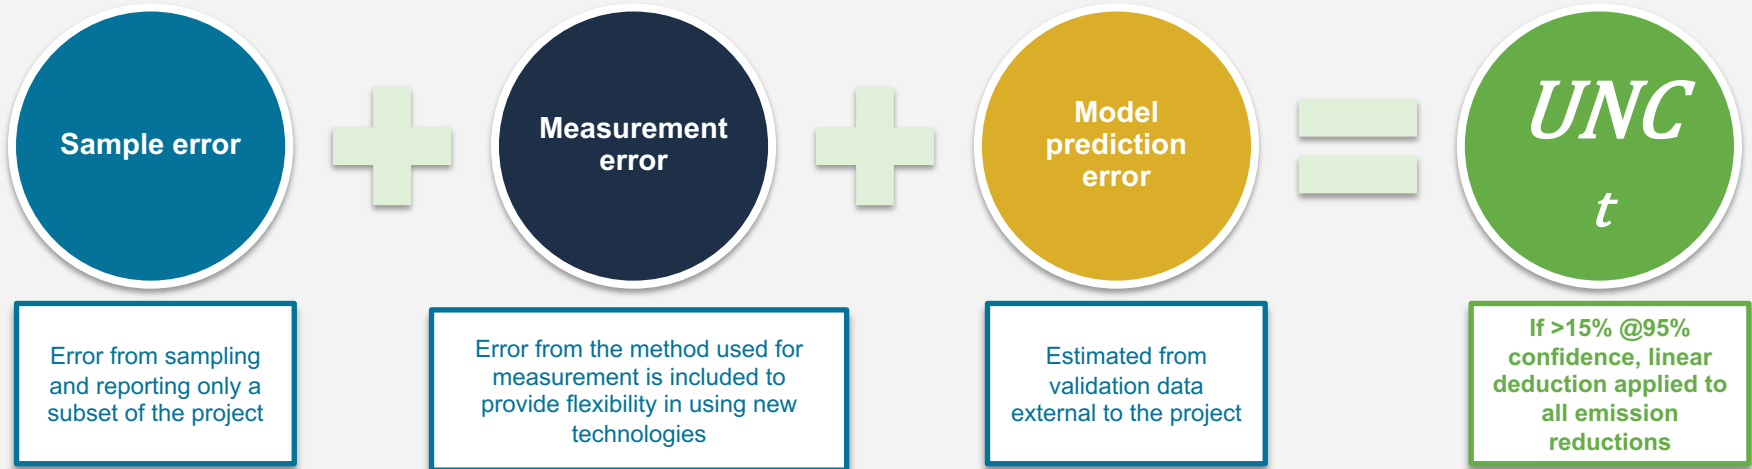 Sample error
Measurement
error
Model
prediction
error
UNC
t
Error from sampling
and reporting only a
subset of the project
Error from the method used for
measurement is included to
provide flexibility in using new
technologies
Estimated from
validation data
external to the project
If >15% @95%
confidence, linear
deduction applied to
all emission
reductions